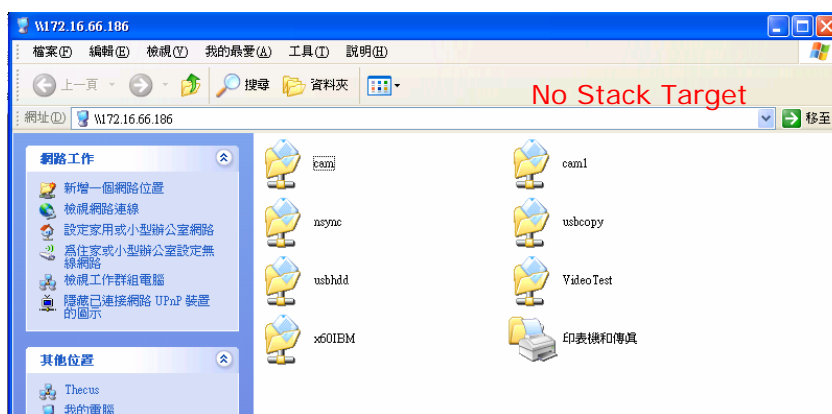 \\172.16.66.186
檔案(F) 編輯(E) 檢視(V) 我的最愛(A) 工具(T) 說明(H)
上一頁 搜尋 資料夾
No Stack Target
網址(D) \\172.16.66.186 移至
網路工作
新增一個網路位置
檢視網路連線
設定家用或小型辦公室網路
為住家或小型辦公室設定無
線網路
檢視工作群組電腦
隱藏已連接網路 UPnP 裝置
的圖示
其他位置
Thecus
我的電腦
cam cam1
nsync usbcopy
usbhdd VideoTest
x60IBM 印表機和傳真